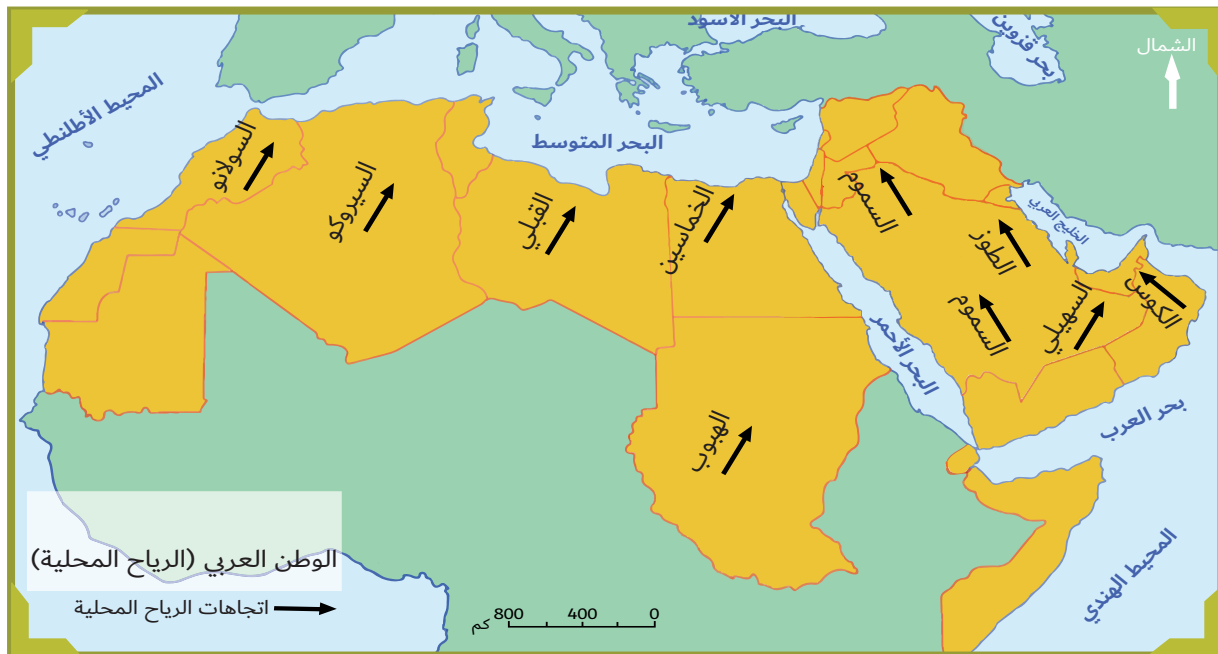 البحر الأسود
بحر قزوين
الشمال
المحيط الأطلنطي
البحر المتوسط
السولانو
السيروكو
القبلي
الخماسين
السموم
الطوز
الخليج العربي
السموم
السهيلي
الكوس
البحر الأحمر
بحر العرب
الهبوب
المحيط الهندي
الوطن العربي (الرياح المحلية)
اتجاهات الرياح المحلية
0 400 800 كم